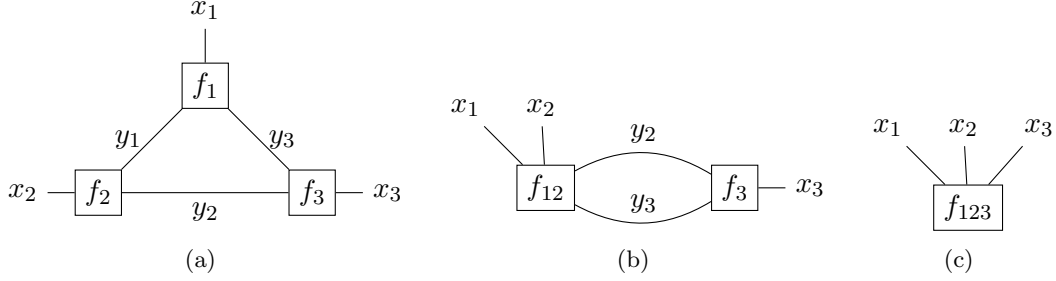 x₁
f₁
y₁ y₃
x₂ f₂ f₃ x₃
y₂
(a)
x₁ x₂
y₂
f₁₂ f₃ x₃
y₃
(b)
x₁ x₂ x₃
f₁₂₃
(c)